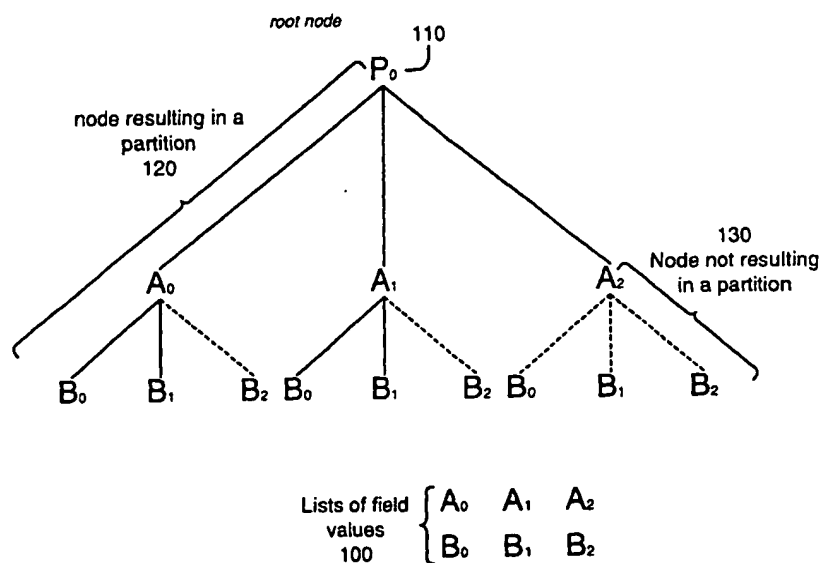 root node
110
P₀
node resulting in a
partition
120
130
Node not resulting
in a partition
A₀ A₁ A₂
B₀ B₁ B₂ B₀ B₁ B₂ B₀ B₁ B₂
Lists of field
values
100
A₀ A₁ A₂
B₀ B₁ B₂